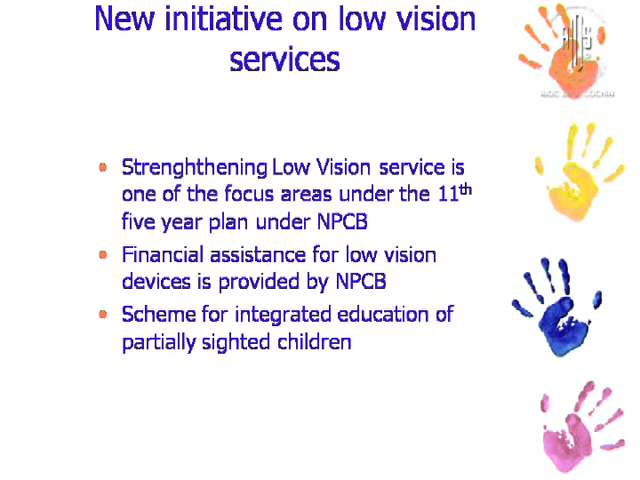 New initiative on low vision
services
• Strenghthening Low Vision service is
one of the focus areas under the 11th
five year plan under NPCB
• Financial assistance for low vision
devices is provided by NPCB
• Scheme for integrated education of
partially sighted children